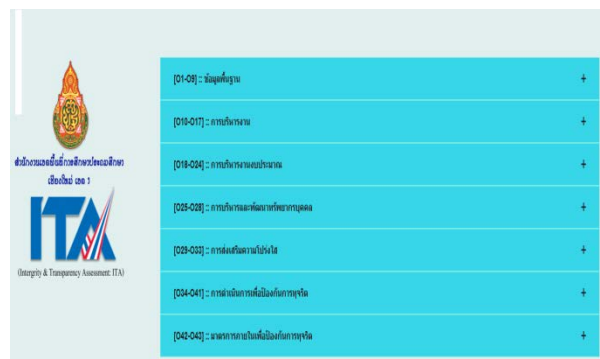 สำนักงานเขตพื้นที่การศึกษาประถมศึกษา
เชียงใหม่ เขต 1
ITA
(Intergrity & Transparency Assessment: ITA)
[O1-O9] :: ข้อมูลพื้นฐาน +
[O10-O17] :: การบริหารงาน +
[O18-O24] :: การบริหารงานงบประมาณ +
[O25-O28] :: การบริหารและพัฒนาทรัพยากรบุคคล +
[O29-O33] :: การส่งเสริมความโปร่งใส +
[O34-O41] :: การดำเนินการเพื่อป้องกันการทุจริต +
[O42-O43] :: มาตรการภายในเพื่อป้องกันการทุจริต +